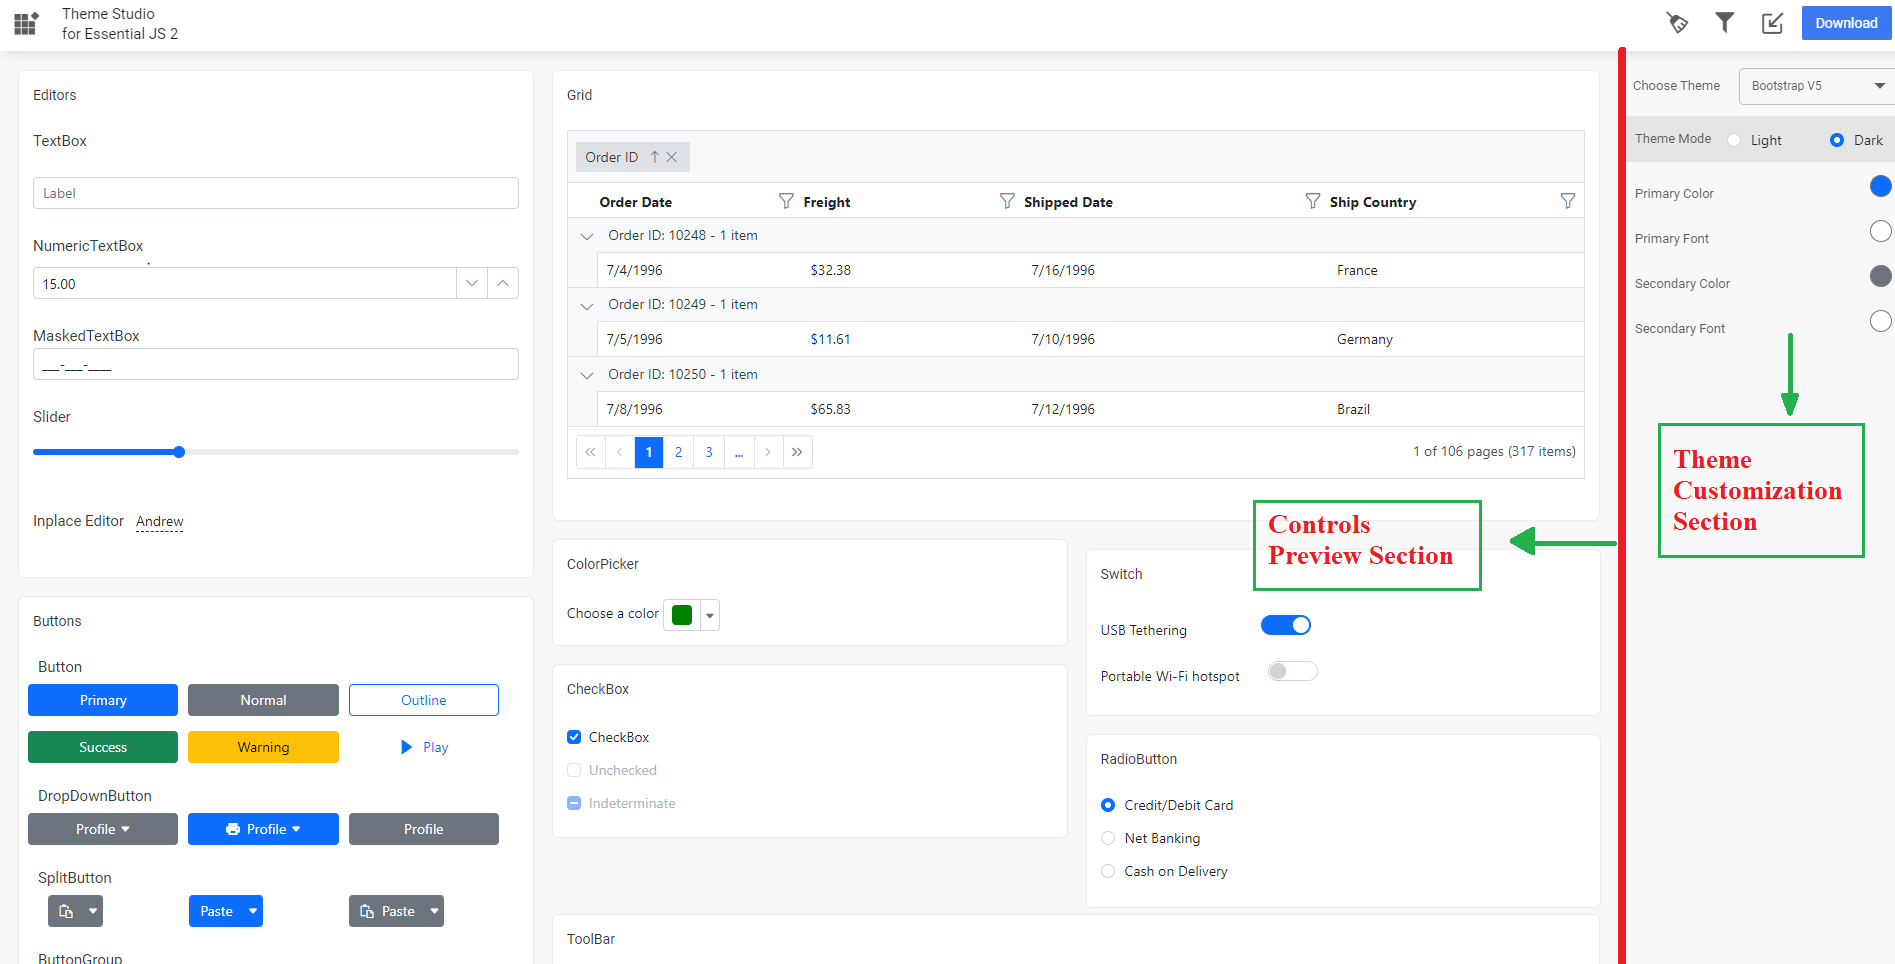 Theme Studio
for Essential JS 2
Download
Editors
TextBox
Label
NumericTextBox
15.00
MaskedTextBox
___-___-____
Slider
Inplace Editor Andrew
Buttons
Button
Primary Normal Outline
Success Warning Play
DropDownButton
Profile Profile Profile
SplitButton
Paste Paste
ButtonGroup
Grid
Order ID
Order Date Freight Shipped Date Ship Country
Order ID: 10248 - 1 item
7/4/1996 $32.38 7/16/1996 France
Order ID: 10249 - 1 item
7/5/1996 $11.61 7/10/1996 Germany
Order ID: 10250 - 1 item
7/8/1996 $65.83 7/12/1996 Brazil
1 2 3 ... 1 of 106 pages (317 items)
Controls
Preview Section
ColorPicker
Choose a color
CheckBox
CheckBox
Unchecked
Indeterminate
Switch
USB Tethering
Portable Wi-Fi hotspot
RadioButton
Credit/Debit Card
Net Banking
Cash on Delivery
ToolBar
Choose Theme Bootstrap V5
Theme Mode Light Dark
Primary Color
Primary Font
Secondary Color
Secondary Font
Theme
Customization
Section